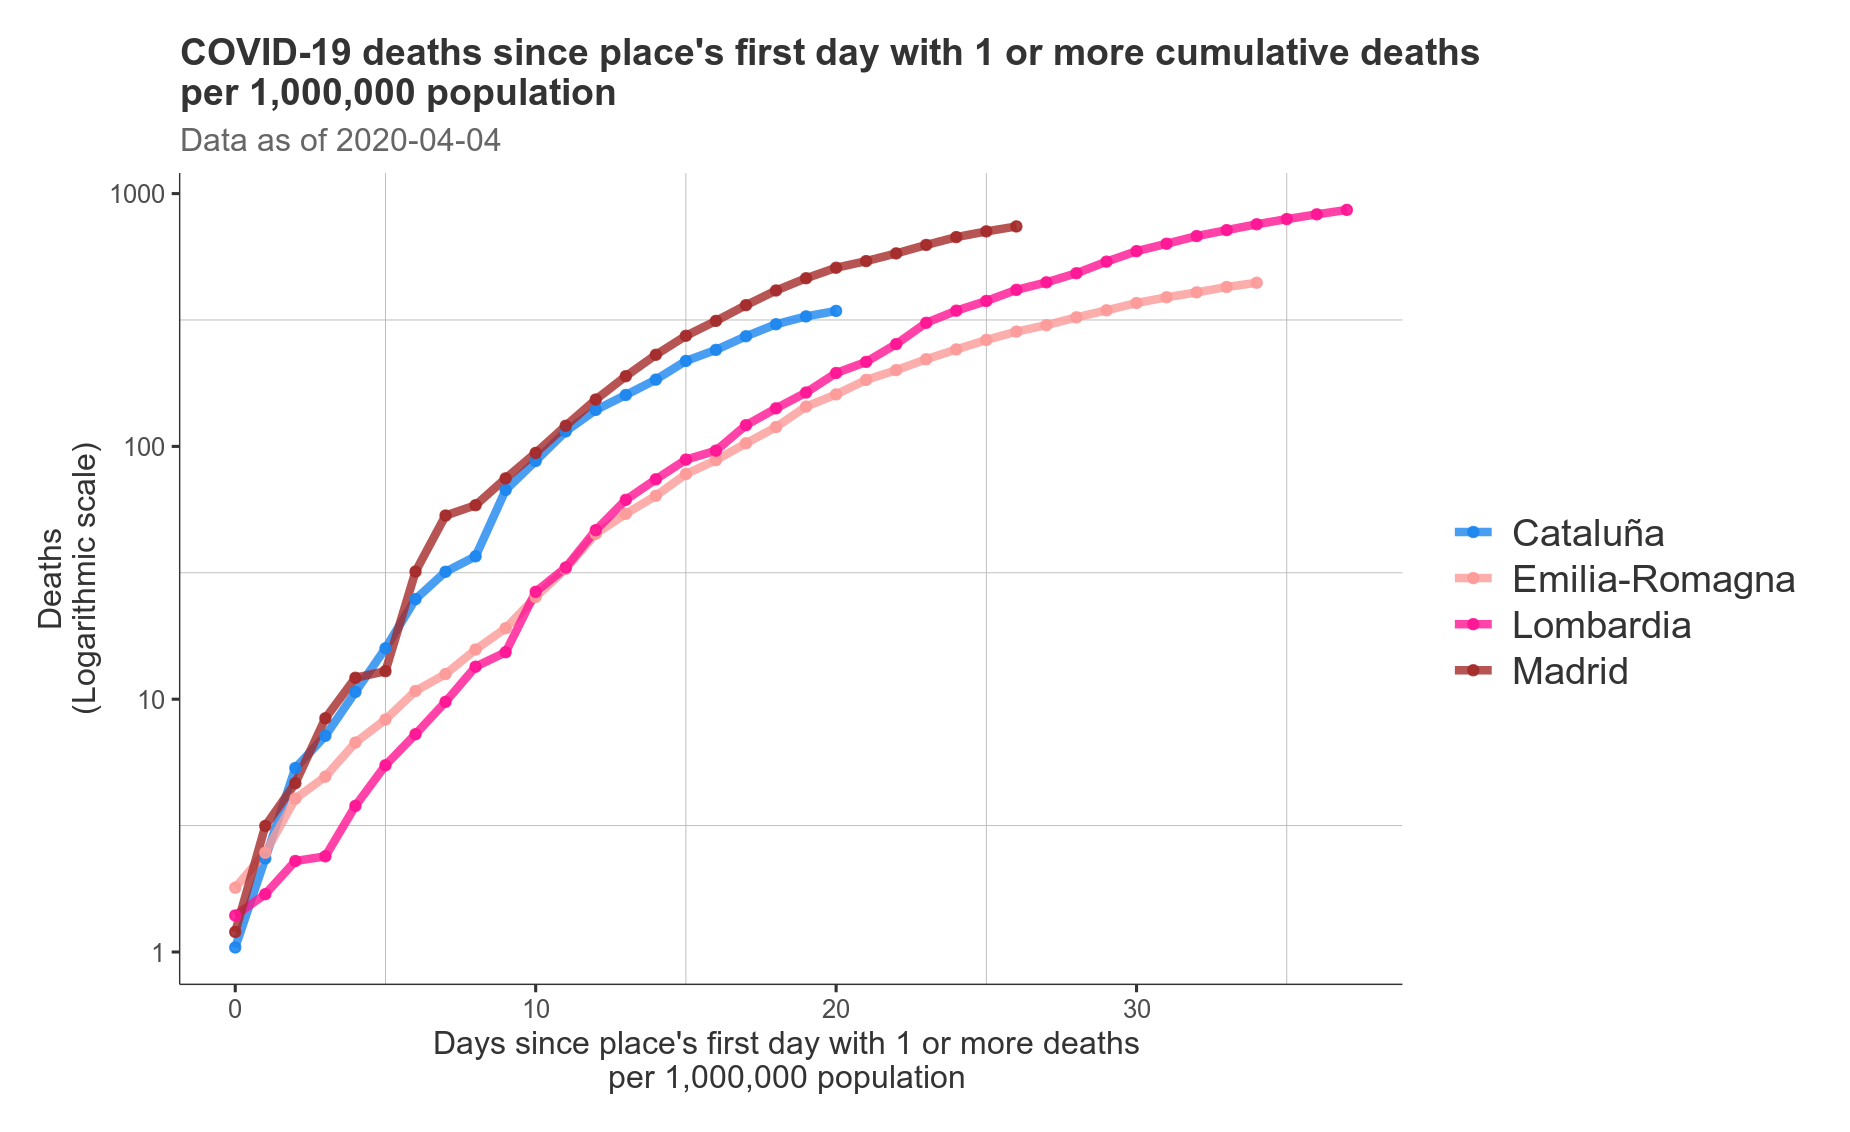 COVID-19 deaths since place's first day with 1 or more cumulative deaths
per 1,000,000 population
Data as of 2020-04-04
Deaths
(Logarithmic scale)
1000
100
10
1
0
10
20
30
Days since place's first day with 1 or more deaths
per 1,000,000 population
Cataluña
Emilia-Romagna
Lombardia
Madrid